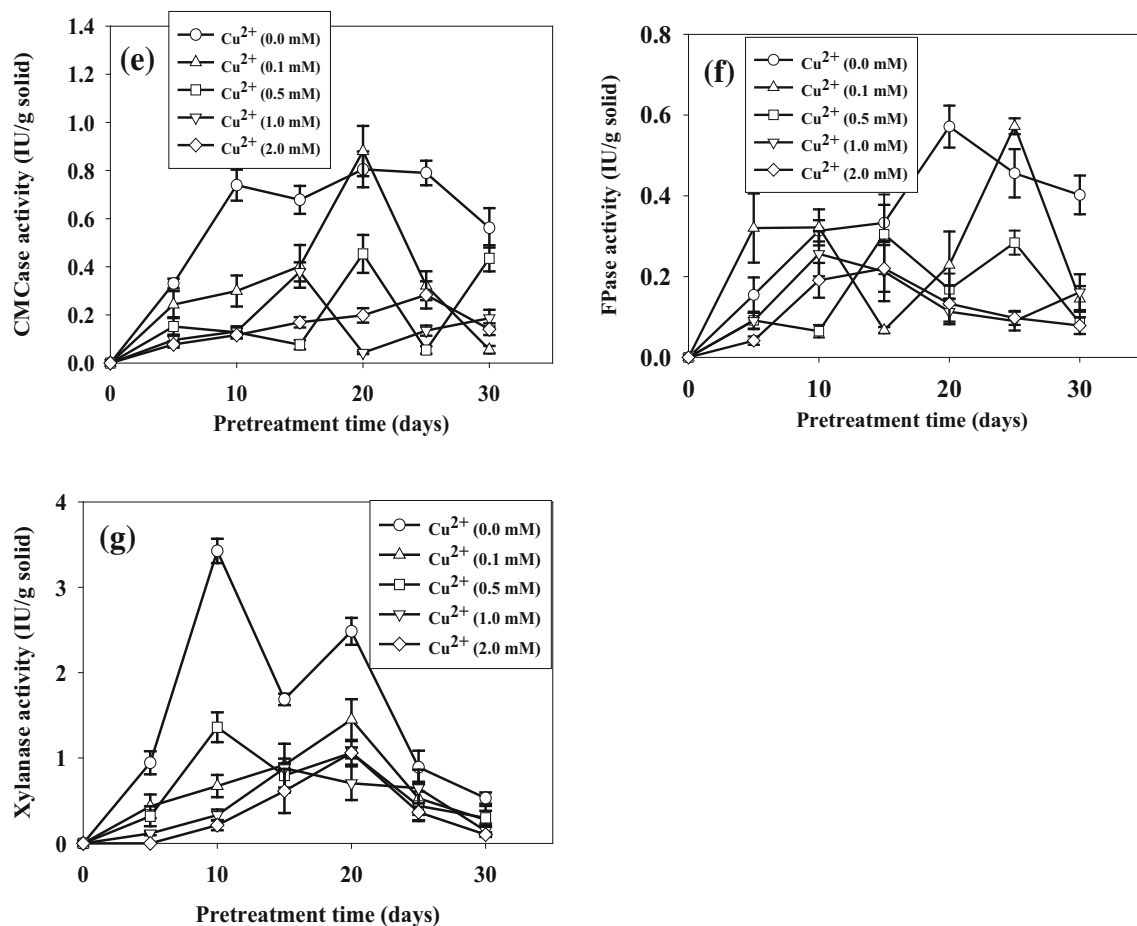 (e)
CMCase activity (IU/g solid)
1.4
1.2
1.0
0.8
0.6
0.4
0.2
0.0
Cu2+ (0.0 mM)
Cu2+ (0.1 mM)
Cu2+ (0.5 mM)
Cu2+ (1.0 mM)
Cu2+ (2.0 mM)
0 10 20 30
Pretreatment time (days)
(f)
FPase activity (IU/g solid)
0.8
0.6
0.4
0.2
0.0
Cu2+ (0.0 mM)
Cu2+ (0.1 mM)
Cu2+ (0.5 mM)
Cu2+ (1.0 mM)
Cu2+ (2.0 mM)
0 10 20 30
Pretreatment time (days)
(g)
Xylanase activity (IU/g solid)
4
3
2
1
0
Cu2+ (0.0 mM)
Cu2+ (0.1 mM)
Cu2+ (0.5 mM)
Cu2+ (1.0 mM)
Cu2+ (2.0 mM)
0 10 20 30
Pretreatment time (days)